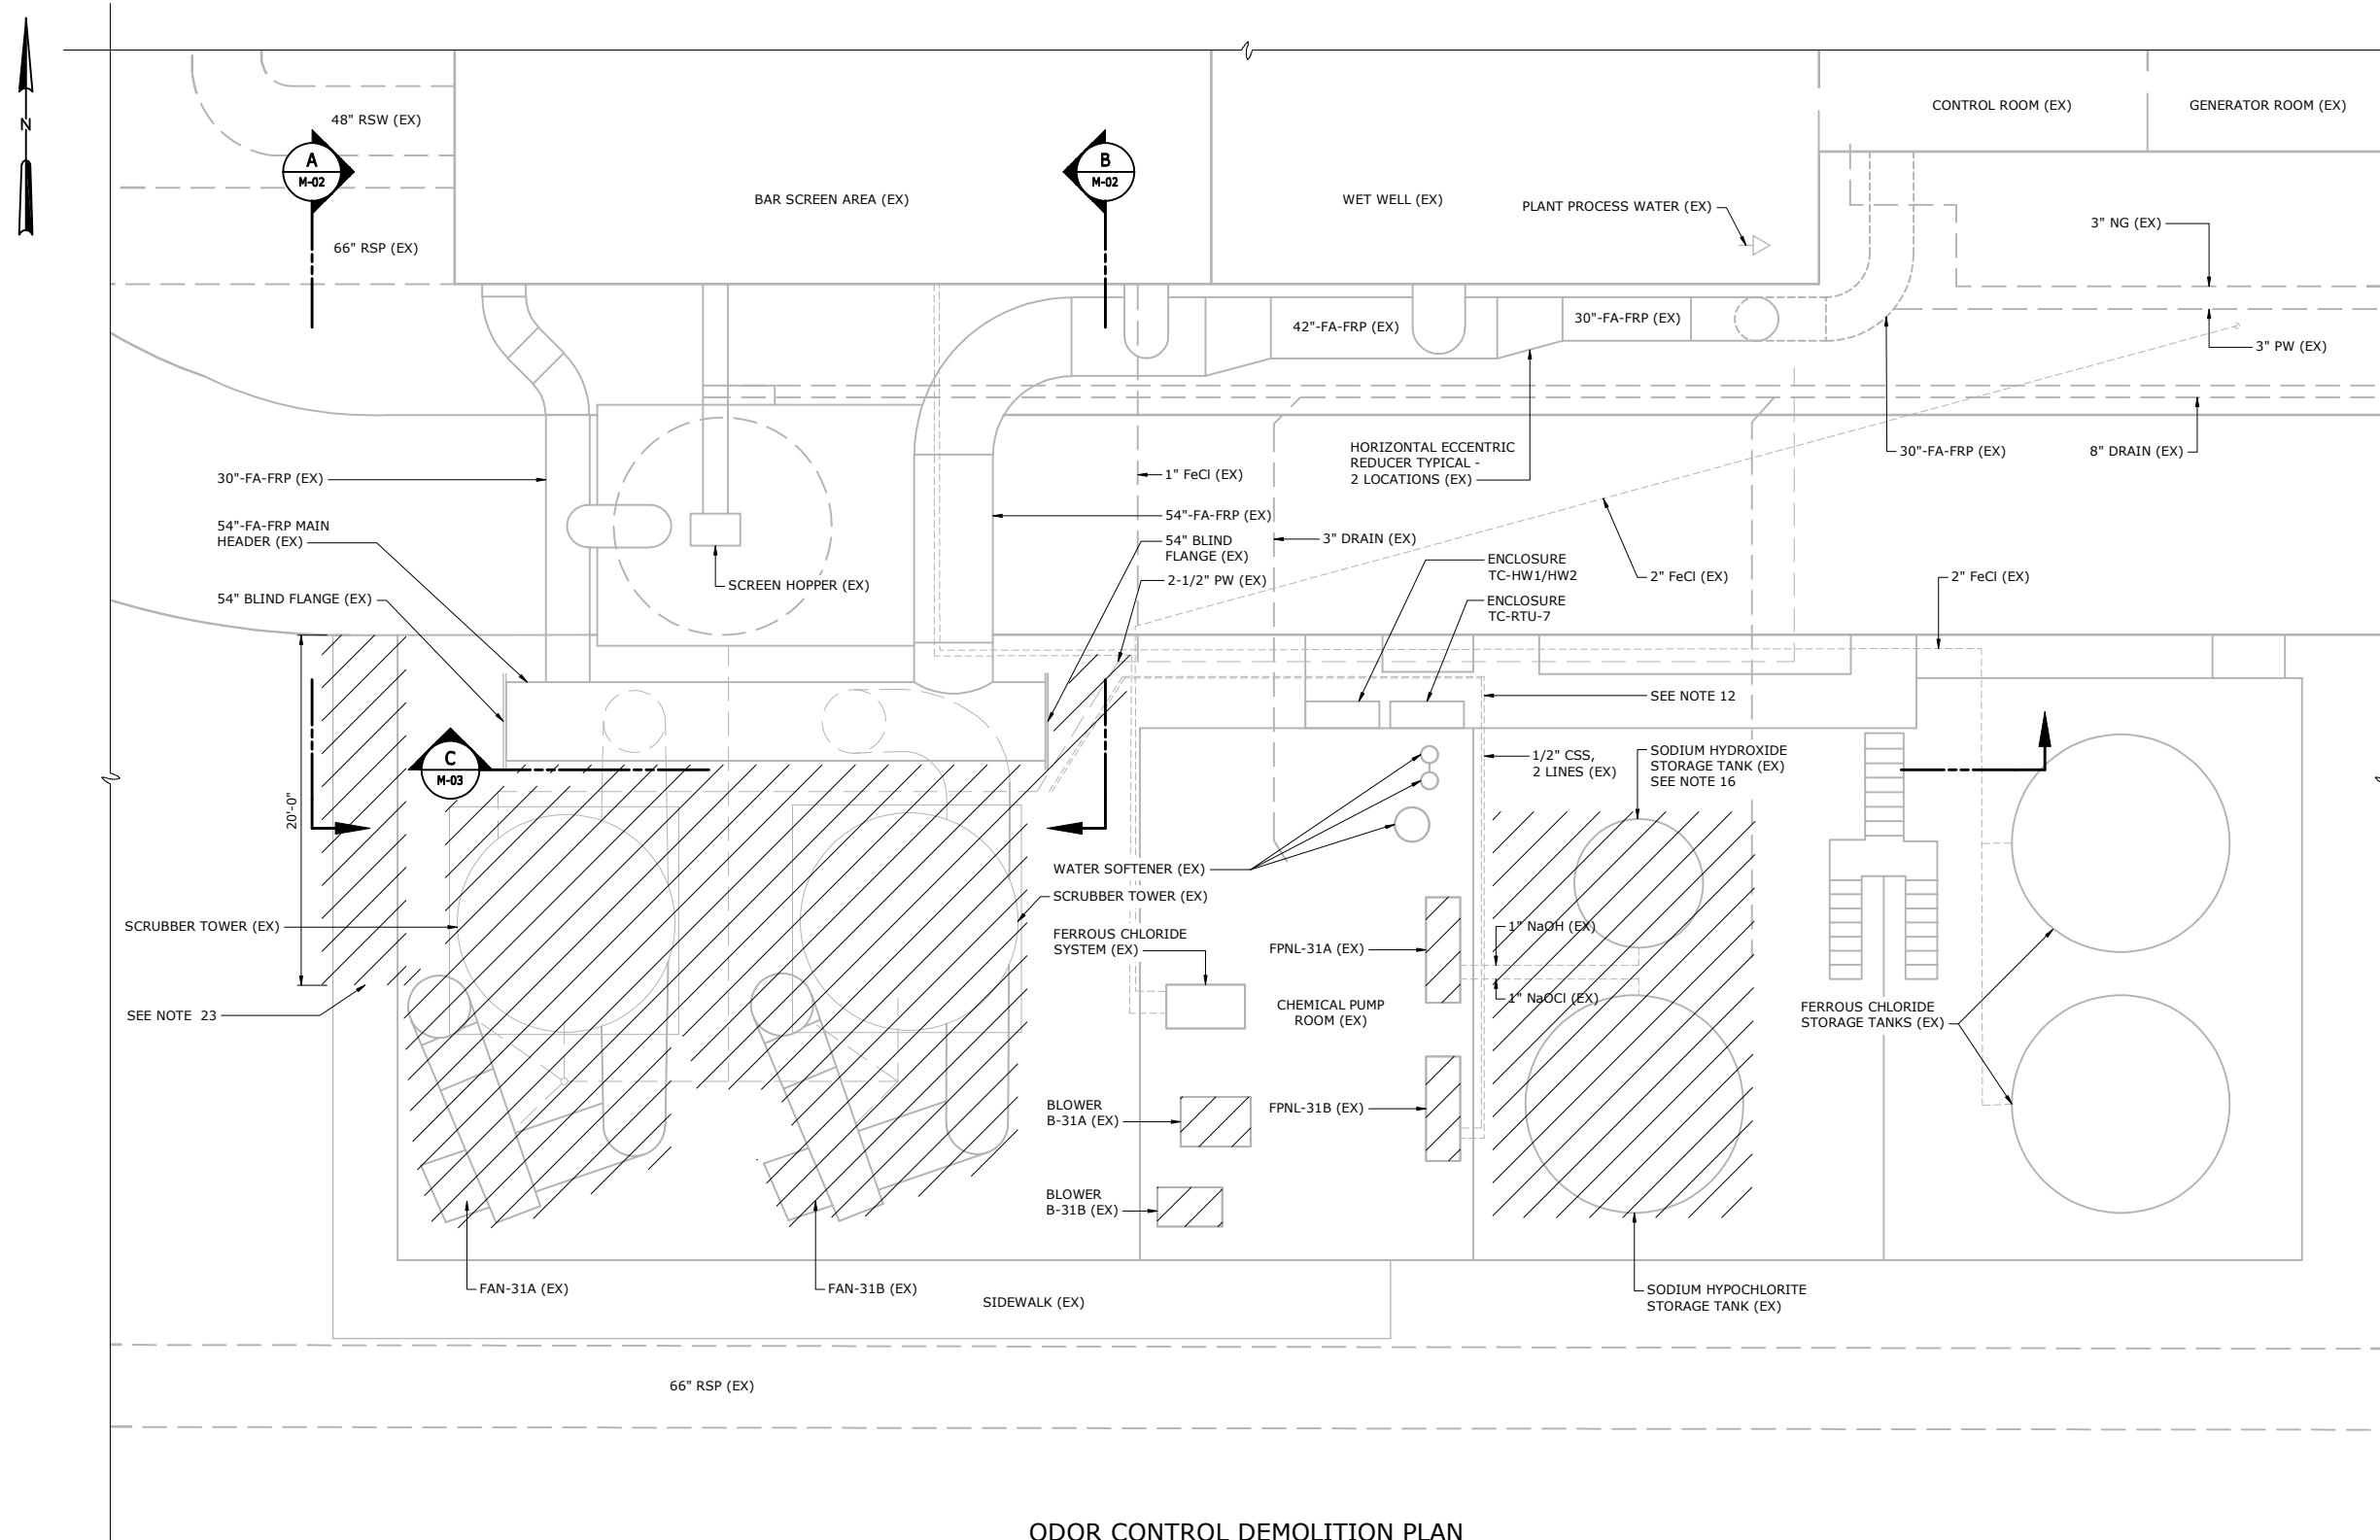 N
48" RSW (EX)
A
M-02
66" RSP (EX)
BAR SCREEN AREA (EX)
B
M-02
WET WELL (EX)
PLANT PROCESS WATER (EX)
CONTROL ROOM (EX)
GENERATOR ROOM (EX)
3" NG (EX)
42"-FA-FRP (EX)
30"-FA-FRP (EX)
3" PW (EX)
30"-FA-FRP (EX)
54"-FA-FRP MAIN
HEADER (EX)
54" BLIND FLANGE (EX)
SCREEN HOPPER (EX)
1" FeCl (EX)
54"-FA-FRP (EX)
54" BLIND
FLANGE (EX)
2-1/2" PW (EX)
3" DRAIN (EX)
HORIZONTAL ECCENTRIC
REDUCER TYPICAL -
2 LOCATIONS (EX)
ENCLOSURE
TC-HW1/HW2
ENCLOSURE
TC-RTU-7
2" FeCl (EX)
30"-FA-FRP (EX)
8" DRAIN (EX)
2" FeCl (EX)
SEE NOTE 12
C
M-03
20'-0"
1/2" CSS,
2 LINES (EX)
SODIUM HYDROXIDE
STORAGE TANK (EX)
SEE NOTE 16
WATER SOFTENER (EX)
SCRUBBER TOWER (EX)
SCRUBBER TOWER (EX)
FERROUS CHLORIDE
SYSTEM (EX)
FPNL-31A (EX)
1" NaOH (EX)
1" NaOCl (EX)
SEE NOTE 23
CHEMICAL PUMP
ROOM (EX)
FERROUS CHLORIDE
STORAGE TANKS (EX)
BLOWER
B-31A (EX)
FPNL-31B (EX)
BLOWER
B-31B (EX)
FAN-31A (EX)
FAN-31B (EX)
SIDEWALK (EX)
SODIUM HYPOCHLORITE
STORAGE TANK (EX)
66" RSP (EX)
ODOR CONTROL DEMOLITION PLAN